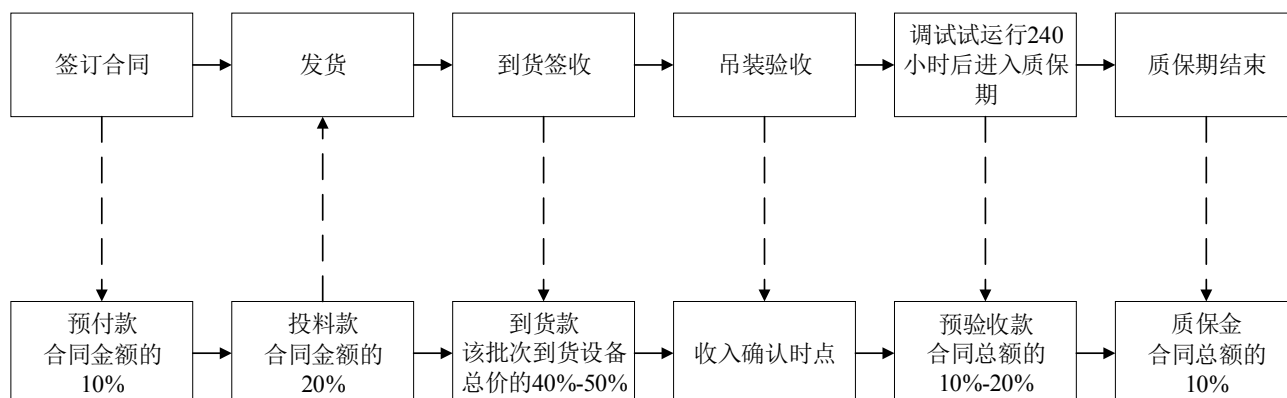 签订合同
发货
到货签收
吊装验收
调试试运行240
小时后进入质保
期
质保期结束
预付款
合同金额的
10%
投料款
合同金额的
20%
到货款
该批次到货设备
总价的40%-50%
收入确认时点
预验收款
合同总额的
10%-20%
质保金
合同总额的
10%